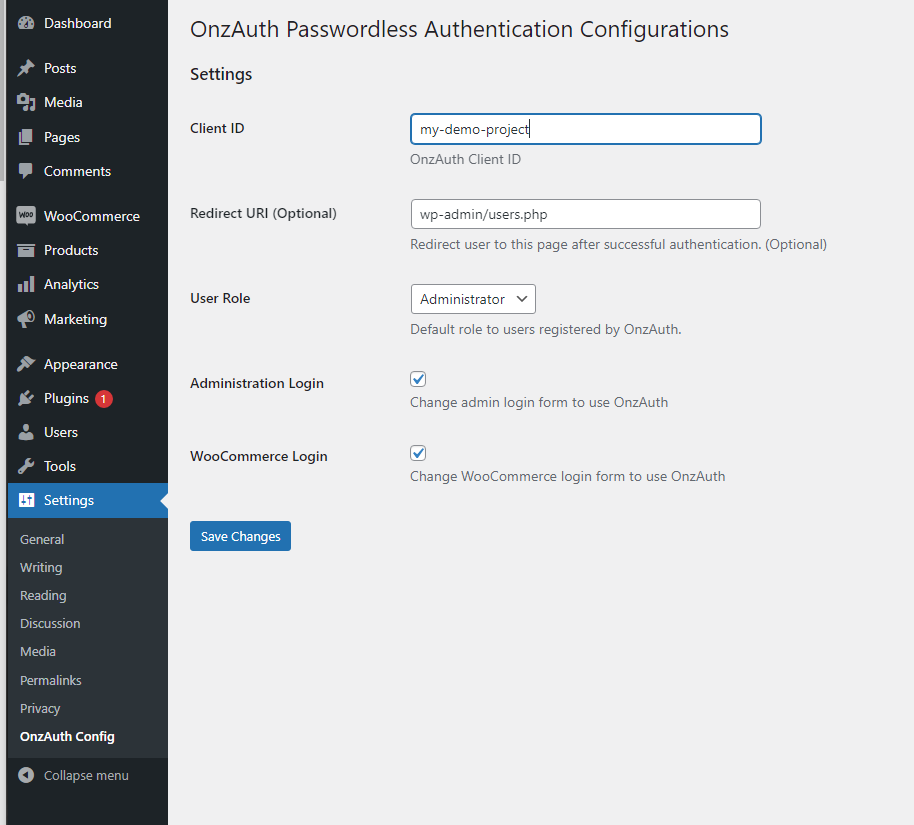 Dashboard
Posts
Media
Pages
Comments
WOO WooCommerce
Products
Analytics
Marketing
Appearance
Plugins 1
Users
Tools
Settings
General
Writing
Reading
Discussion
Media
Permalinks
Privacy
OnzAuth Config
Collapse menu
OnzAuth Passwordless Authentication Configurations
Settings
Client ID
my-demo-project
OnzAuth Client ID
Redirect URI (Optional)
wp-admin/users.php
Redirect user to this page after successful authentication. (Optional)
User Role
Administrator
Default role to users registered by OnzAuth.
Administration Login
Change admin login form to use OnzAuth
WooCommerce Login
Change WooCommerce login form to use OnzAuth
Save Changes